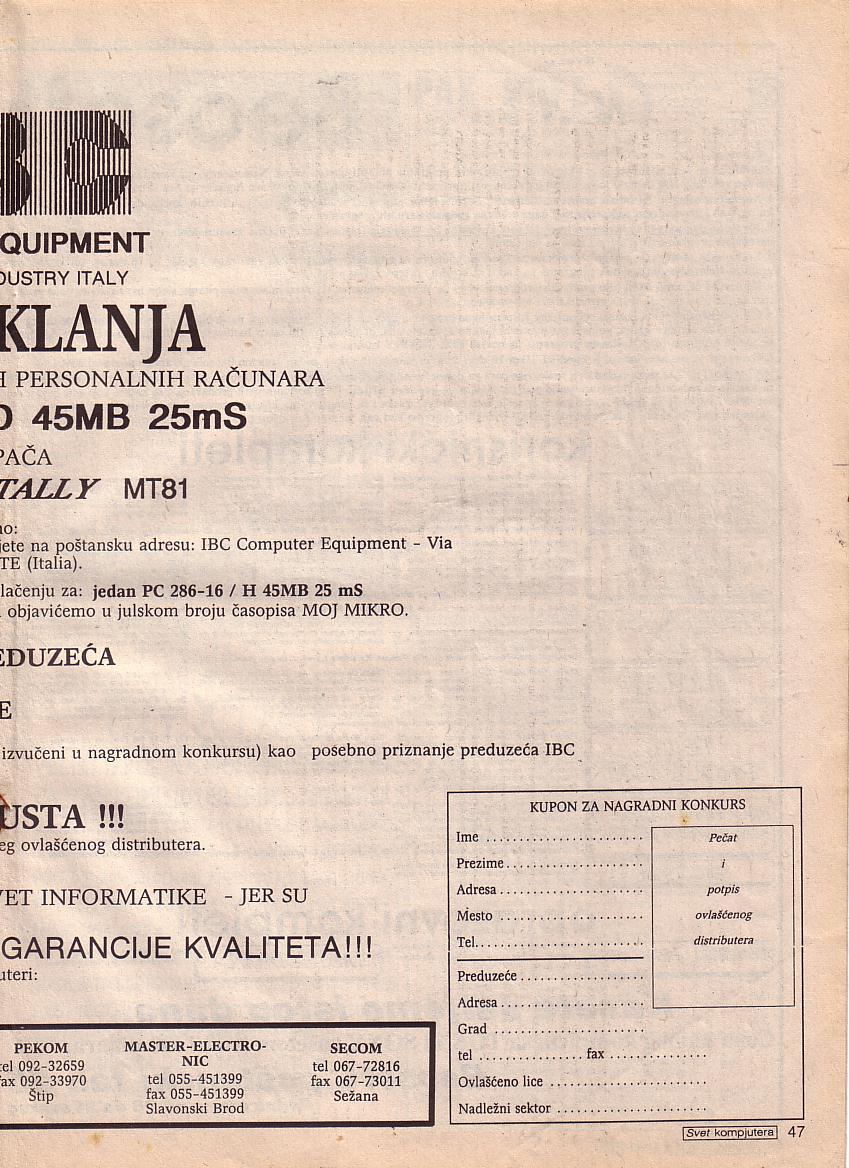 BC
QUIPMENT
DUSTRY ITALY
KLANJA
H PERSONALNIH RAČUNARA
D 45MB 25mS
PAČA
TALLY MT81
no:
jete na poštansku adresu: IBC Computer Equipment - Via
TE (Italia).
lačenju za: jedan PC 286-16 / H 45MB 25 mS
objavićemo u julskom broju časopisa MOJ MIKRO.
EDUZEĆA
E
izvučeni u nagradnom konkursu) kao posebno priznanje preduzeća IBC
USTA !!!
eg ovlašćenog distributera.
VET INFORMATIKE - JER SU
GARANCIJE KVALITETA!!!
uteri:
PEKOM
tel 092-32659
fax 092-33970
Štip
MASTER-ELECTRO-
NIC
tel 055-451399
fax 055-451399
Slavonski Brod
SECOM
tel 067-72816
fax 067-73011
Sežana
KUPON ZA NAGRADNI KONKURS
Ime ........................
Prezime........................
Adresa........................
Mesto ........................
Tel........................
Pečat
i
potpis
ovlašćenog
distributera
Preduzeće........................
Adresa........................
Grad ........................
tel ................ fax ................
Ovlašćeno lice ........................
Nadležni sektor ........................
Svet kompjutera 47